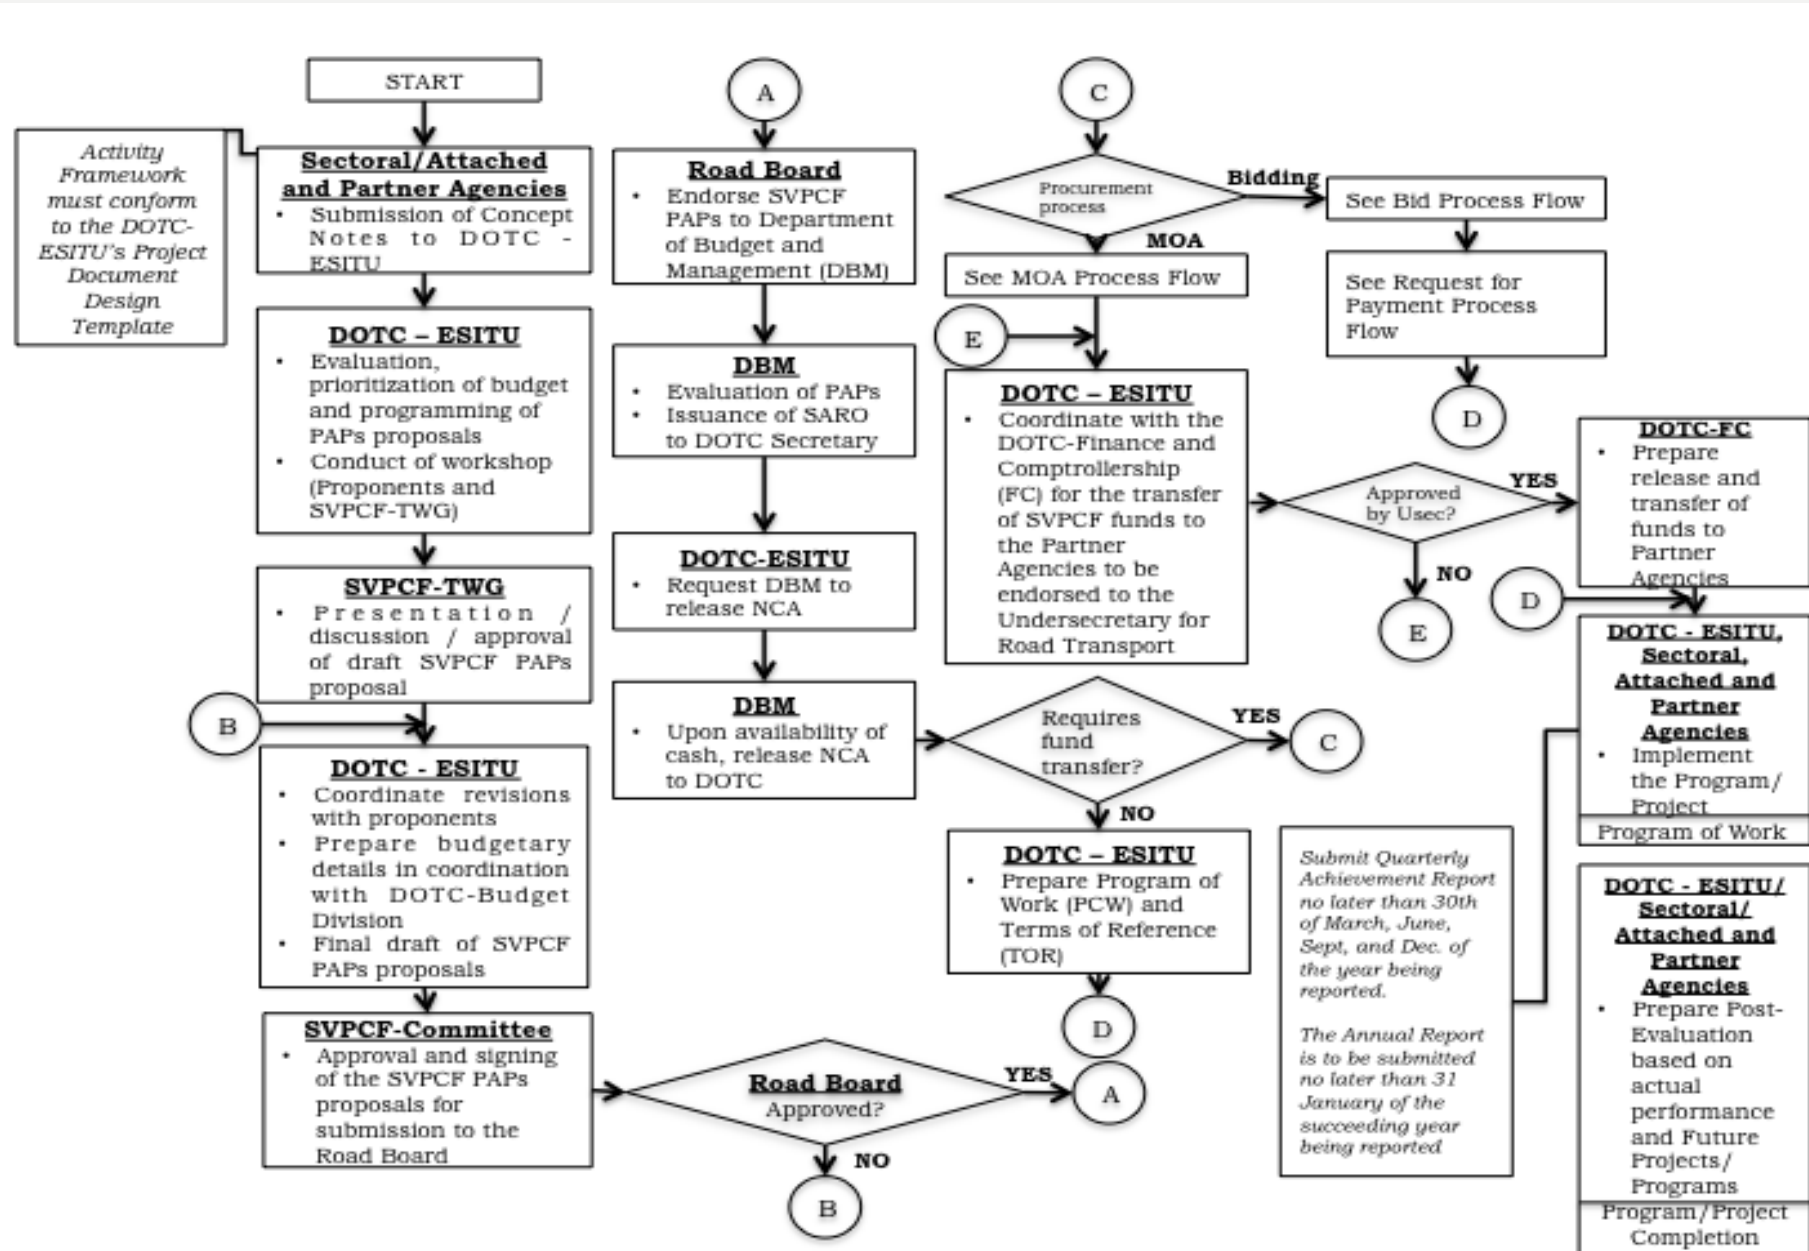 START
Activity
Framework
must conform
to the DOTC-
ESITU's Project
Document
Design
Template
Sectoral/Attached
and Partner Agencies
• Submission of Concept
Notes to DOTC -
ESITU
DOTC – ESITU
• Evaluation,
prioritization of budget
and programming of
PAPs proposals
• Conduct of workshop
(Proponents and
SVPCF-TWG)
SVPCF-TWG
• Presentation /
discussion / approval
of draft SVPCF PAPs
proposal
B
DOTC - ESITU
• Coordinate revisions
with proponents
• Prepare budgetary
details in coordination
with DOTC-Budget
Division
• Final draft of SVPCF
PAPs proposals
SVPCF-Committee
• Approval and signing
of the SVPCF PAPs
proposals for
submission to the
Road Board
Road Board
Approved?
YES
A
NO
B
A
Road Board
• Endorse SVPCF
PAPs to Department
of Budget and
Management (DBM)
DBM
• Evaluation of PAPs
• Issuance of SARO
to DOTC Secretary
DOTC-ESITU
• Request DBM to
release NCA
DBM
• Upon availability of
cash, release NCA
to DOTC
Requires
fund
transfer?
YES
C
NO
DOTC – ESITU
• Prepare Program of
Work (PCW) and
Terms of Reference
(TOR)
D
C
Procurement
process
Bidding
See Bid Process Flow
See Request for
Payment Process
Flow
D
MOA
See MOA Process Flow
E
DOTC – ESITU
• Coordinate with the
DOTC-Finance and
Comptrollership
(FC) for the transfer
of SVPCF funds to
the Partner
Agencies to be
endorsed to the
Undersecretary for
Road Transport
Approved
by Usec?
YES
NO
E
DOTC-FC
• Prepare
release and
transfer of
funds to
Partner
Agencies
D
DOTC - ESITU,
Sectoral,
Attached and
Partner
Agencies
• Implement
the Program/
Project
Program of Work
Submit Quarterly
Achievement Report
no later than 30th
of March, June,
Sept, and Dec. of
the year being
reported.
The Annual Report
is to be submitted
no later than 31
January of the
succeeding year
being reported
DOTC - ESITU/
Sectoral/
Attached and
Partner
Agencies
• Prepare Post-
Evaluation
based on
actual
performance
and Future
Projects/
Programs
Program/Project
Completion